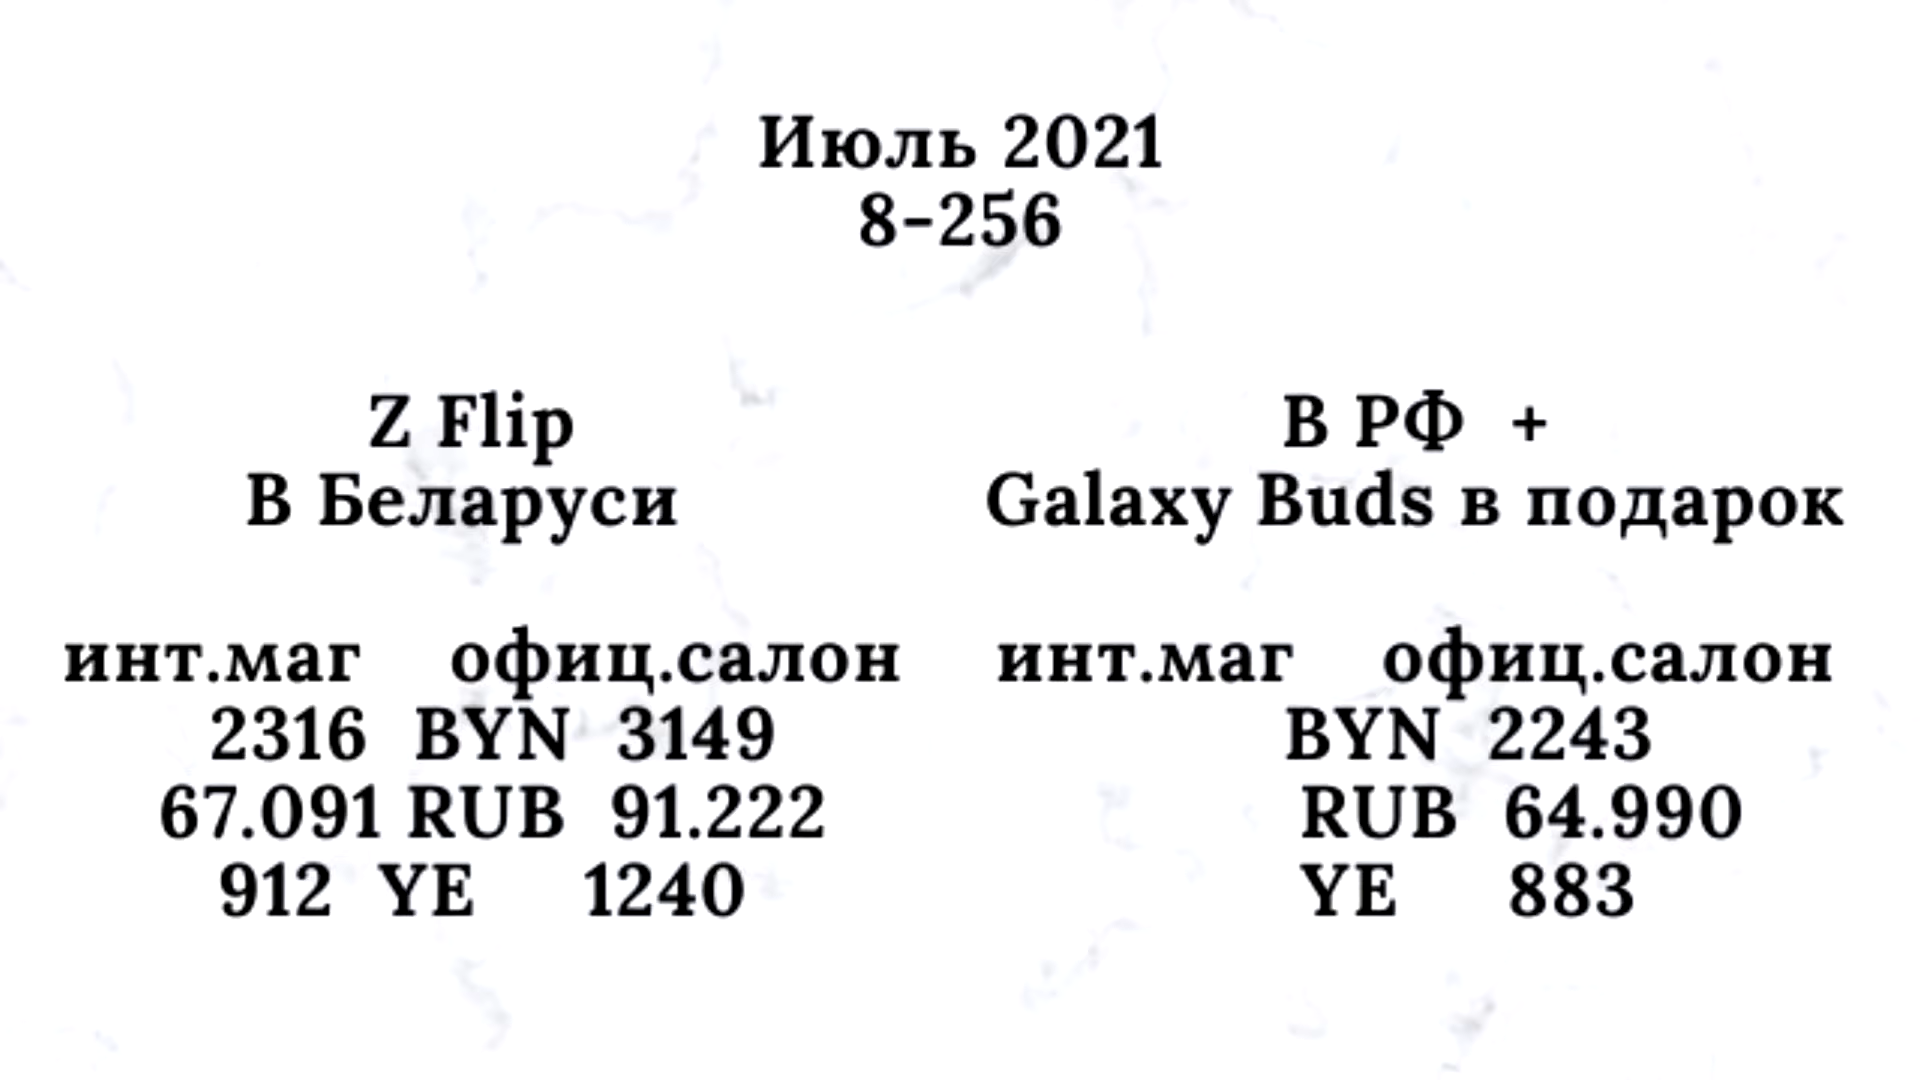 Июль 2021
8-256
Z Flip
В Беларуси
инт.маг офиц.салон
2316 BYN 3149
67.091 RUB 91.222
912 YE 1240
В РФ +
Galaxy Buds в подарок
инт.маг офиц.салон
BYN 2243
RUB 64.990
YE 883